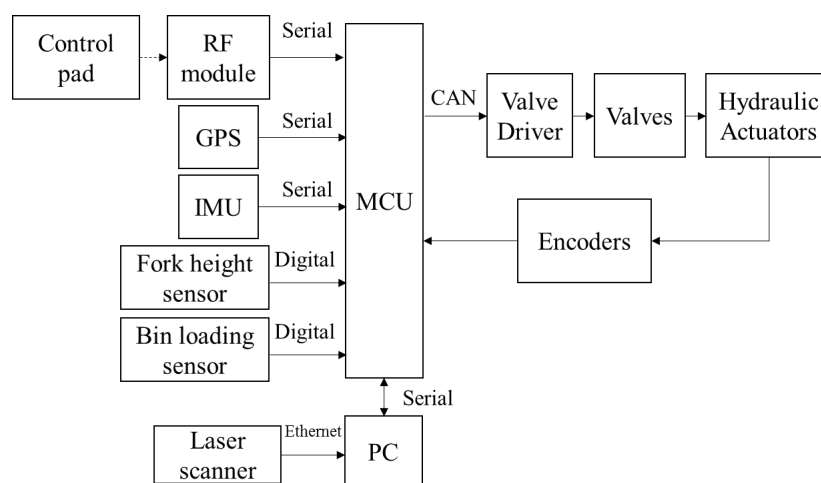 Control
pad
RF
module
Serial
GPS
Serial
IMU
Serial
Fork height
sensor
Digital
Bin loading
sensor
Digital
MCU
CAN
Valve
Driver
Valves
Hydraulic
Actuators
Encoders
Serial
Laser
scanner
Ethernet
PC